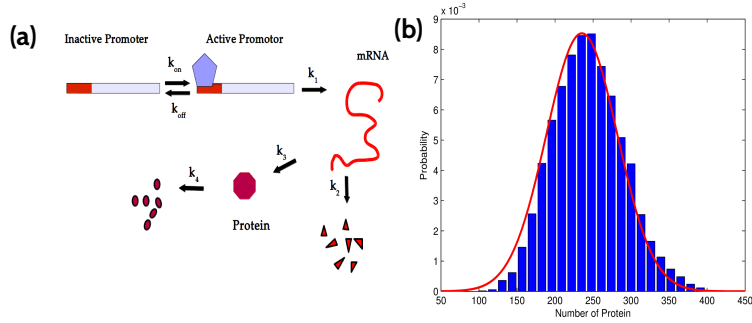 (a)
Inactive Promoter
Active Promotor
mRNA
k_on
k_off
k_1
k_3
k_2
k_4
Protein
(b)
9 × 10⁻³
8
7
6
5
4
3
2
1
0
Probability
50 100 150 200 250 300 350 400 450
Number of Protein